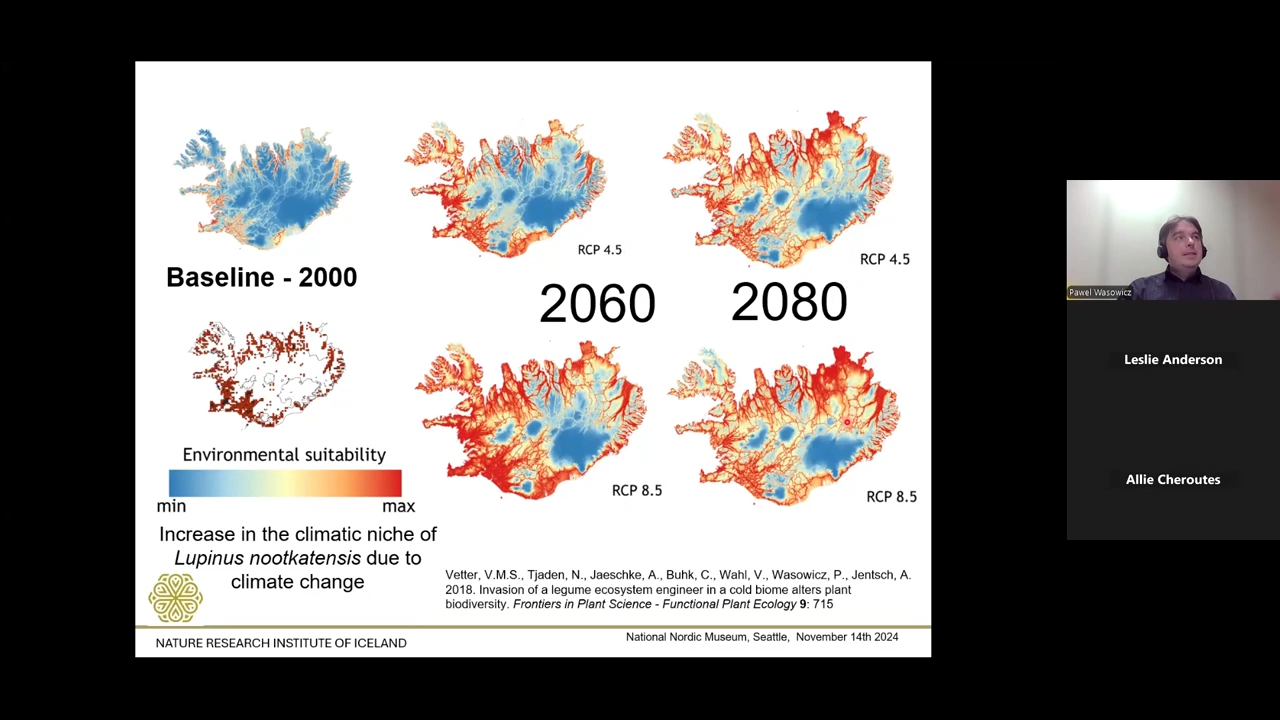 RCP 4.5
RCP 4.5
Baseline - 2000
2060
2080
Environmental suitability
min
max
RCP 8.5
RCP 8.5
Increase in the climatic niche of
Lupinus nootkatensis due to
climate change
Vetter, V.M.S., Tjaden, N., Jaeschke, A., Buhk, C., Wahl, V., Wasowicz, P., Jentsch, A.
2018. Invasion of a legume ecosystem engineer in a cold biome alters plant
biodiversity. Frontiers in Plant Science - Functional Plant Ecology 9: 715
NATURE RESEARCH INSTITUTE OF ICELAND
National Nordic Museum, Seattle, November 14th 2024
Pawel Wasowicz
Leslie Anderson
Allie Cheroutes